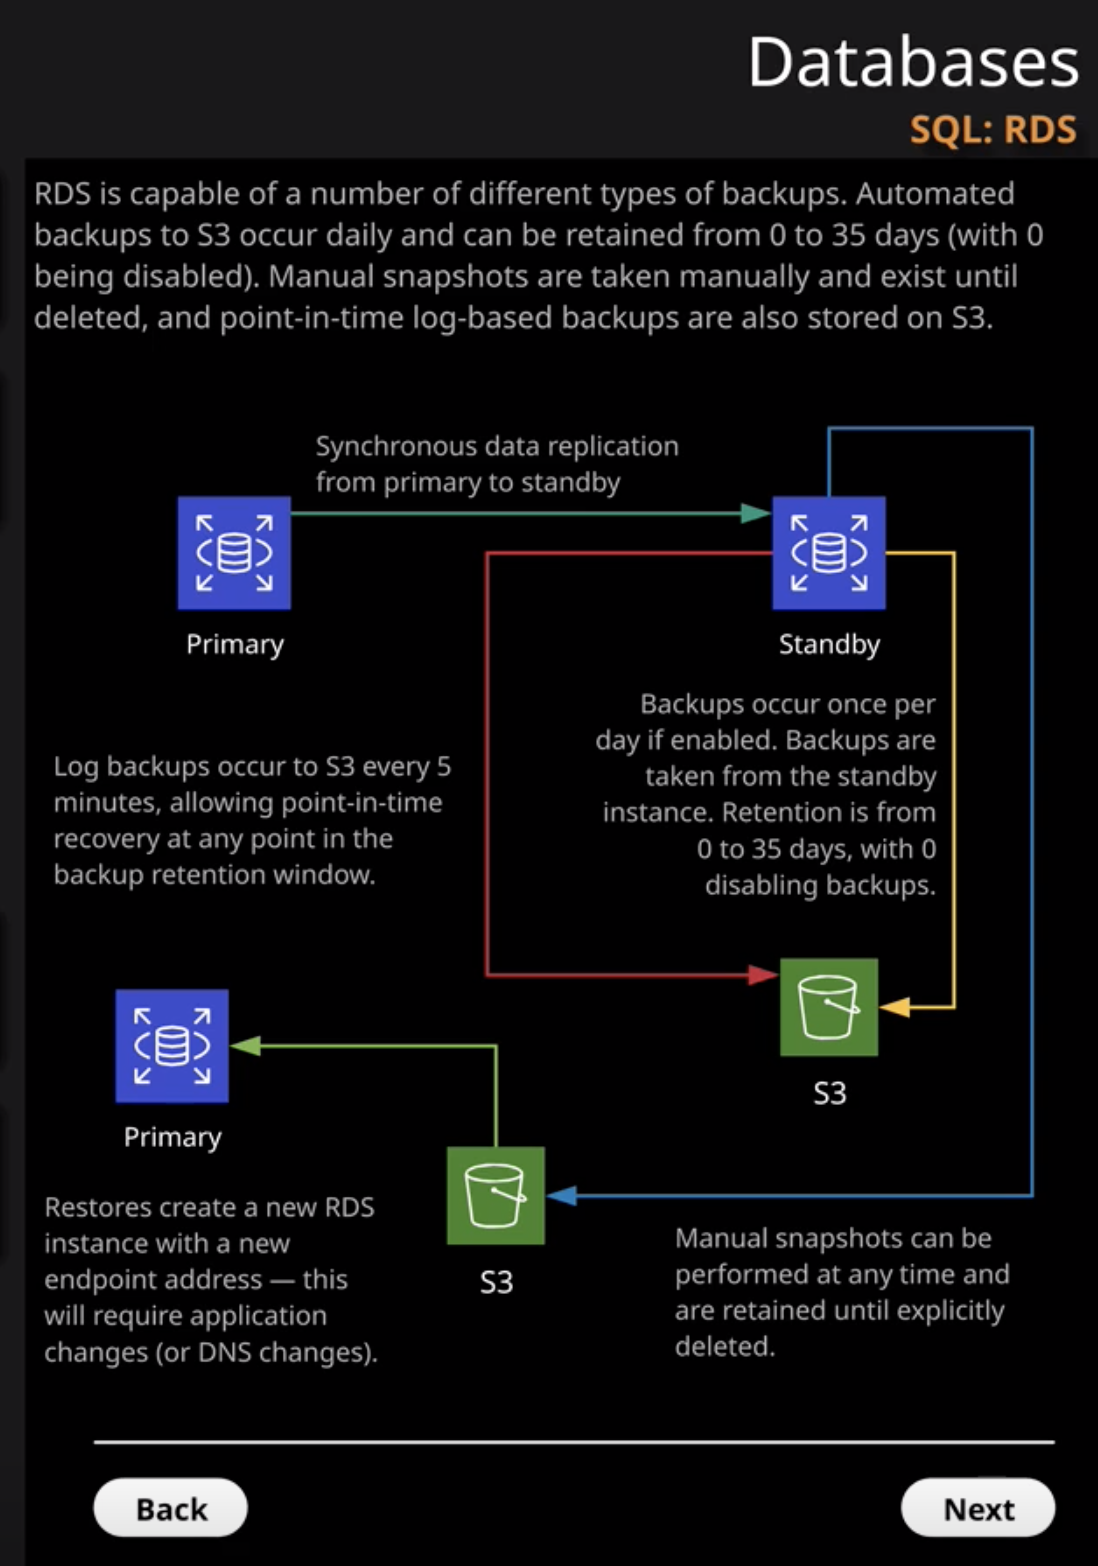 Databases
SQL: RDS
RDS is capable of a number of different types of backups. Automated
backups to S3 occur daily and can be retained from 0 to 35 days (with 0
being disabled). Manual snapshots are taken manually and exist until
deleted, and point-in-time log-based backups are also stored on S3.
Synchronous data replication
from primary to standby
Primary
Standby
Backups occur once per
day if enabled. Backups are
taken from the standby
instance. Retention is from
0 to 35 days, with 0
disabling backups.
Log backups occur to S3 every 5
minutes, allowing point-in-time
recovery at any point in the
backup retention window.
S3
Primary
Restores create a new RDS
instance with a new
endpoint address — this
will require application
changes (or DNS changes).
S3
Manual snapshots can be
performed at any time and
are retained until explicitly
deleted.
Back
Next